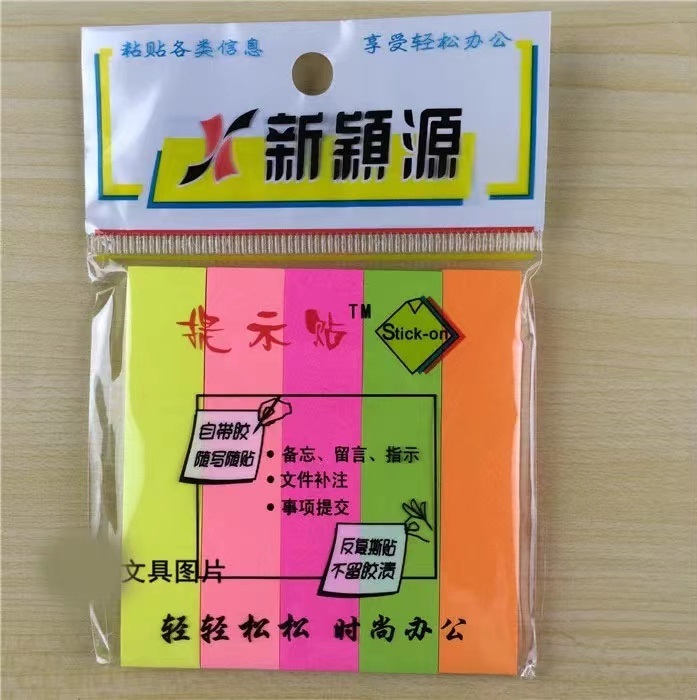 粘贴各类信息
享受轻松办公
新穎源
提示贴TM
Stick-on
自带胶
随写随贴
• 备忘、留言、指示
• 文件补注
• 事项提交
反复撕贴
不留胶渍
文具图片
轻轻松松 时尚办公